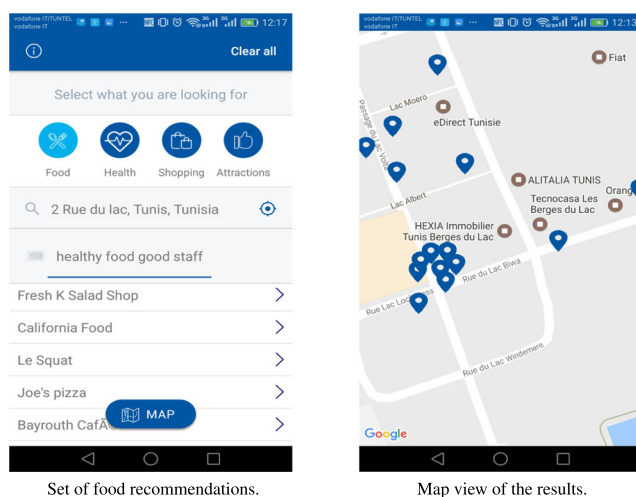 vodafone IT|TUNTEL
vodafone IT
12:17
Clear all
Select what you are looking for
Food Health Shopping Attractions
2 Rue du lac, Tunis, Tunisia
healthy food good staff
Fresh K Salad Shop
California Food
Le Squat
Joe's pizza
Bayrouth CafÃ
MAP
Set of food recommendations.
vodafone IT|TUNTEL
vodafone IT
12:13
Fiat
Lac Moero
eDirect Tunisie
Passage du Lac Volta
ALITALIA TUNIS
Orang
Lac Albert
Tecnocasa Les
Berges du Lac
HEXIA Immobilier
Tunis Berges du Lac
Rue du Lac Biwa
Rue Lac Loch Ness
Rue du Lac Windemere
Google
Map view of the results.